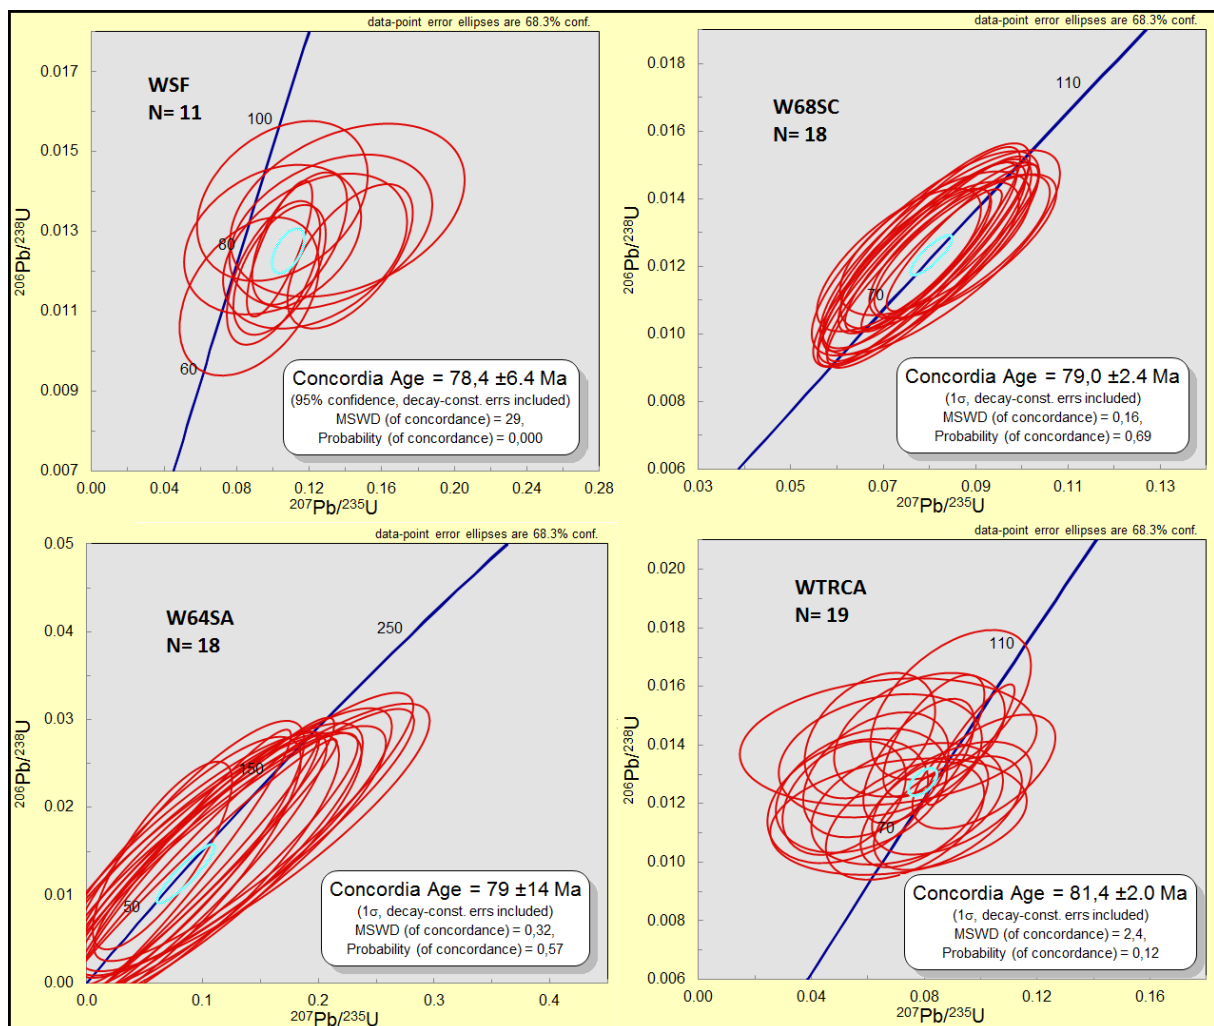 data-point error ellipses are 68.3% conf.
WSF
N= 11
0.017
0.015
0.013
0.011
0.009
0.007
206Pb/238U
100
80
60
Concordia Age = 78,4 ±6.4 Ma
(95% confidence, decay-const. errs included)
MSWD (of concordance) = 29,
Probability (of concordance) = 0,000
0.00 0.04 0.08 0.12 0.16 0.20 0.24 0.28
207Pb/235U
data-point error ellipses are 68.3% conf.
W68SC
N= 18
0.018
0.016
0.014
0.012
0.010
0.008
0.006
206Pb/238U
110
70
Concordia Age = 79,0 ±2.4 Ma
(1σ, decay-const. errs included)
MSWD (of concordance) = 0,16,
Probability (of concordance) = 0,69
0.03 0.05 0.07 0.09 0.11 0.13
207Pb/235U
data-point error ellipses are 68.3% conf.
W64SA
N= 18
0.05
0.04
0.03
0.02
0.01
0.00
206Pb/238U
250
150
50
Concordia Age = 79 ±14 Ma
(1σ, decay-const. errs included)
MSWD (of concordance) = 0,32,
Probability (of concordance) = 0,57
0.0 0.1 0.2 0.3 0.4
207Pb/235U
data-point error ellipses are 68.3% conf.
WTRCA
N= 19
0.020
0.018
0.016
0.014
0.012
0.010
0.008
0.006
206Pb/238U
110
70
Concordia Age = 81,4 ±2.0 Ma
(1σ, decay-const. errs included)
MSWD (of concordance) = 2,4,
Probability (of concordance) = 0,12
0.00 0.04 0.08 0.12 0.16
207Pb/235U